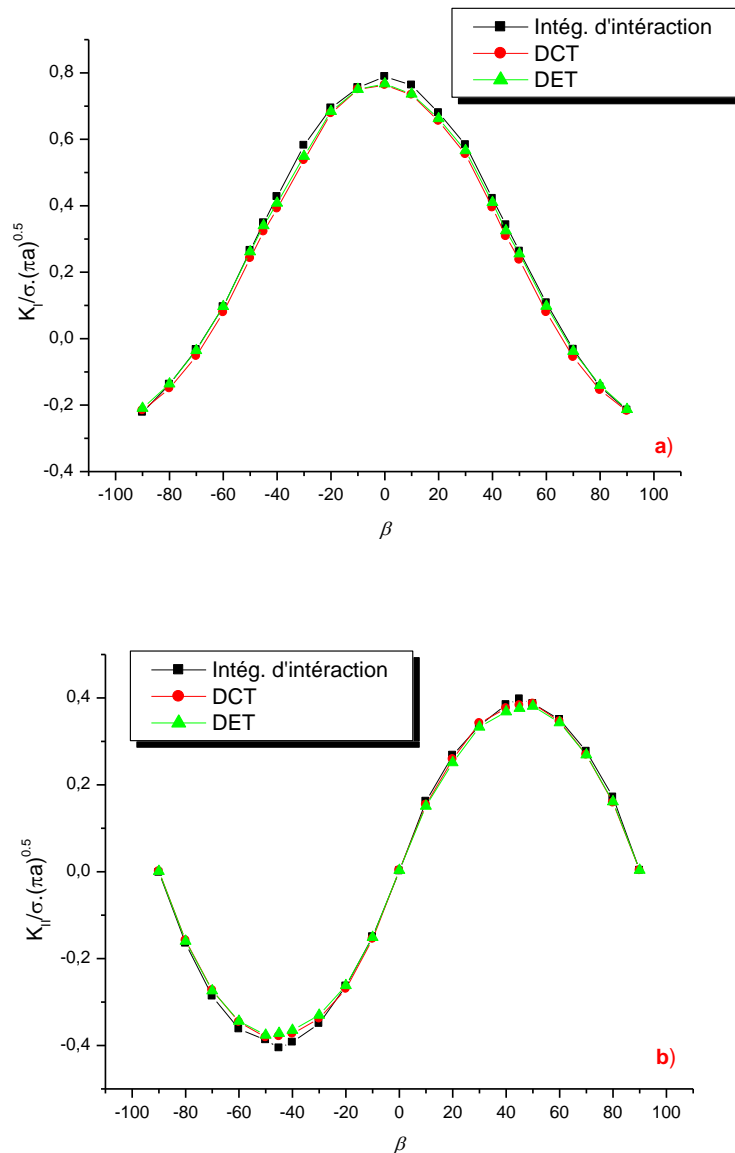 Intég. d'intéraction
DCT
DET
0,8
0,6
0,4
0,2
0,0
-0,2
-0,4
K_I/σ.(πa)^0.5
-100 -80 -60 -40 -20 0 20 40 60 80 100
β
a)
Intég. d'intéraction
DCT
DET
0,4
0,2
0,0
-0,2
-0,4
K_II/σ.(πa)^0.5
-100 -80 -60 -40 -20 0 20 40 60 80 100
β
b)